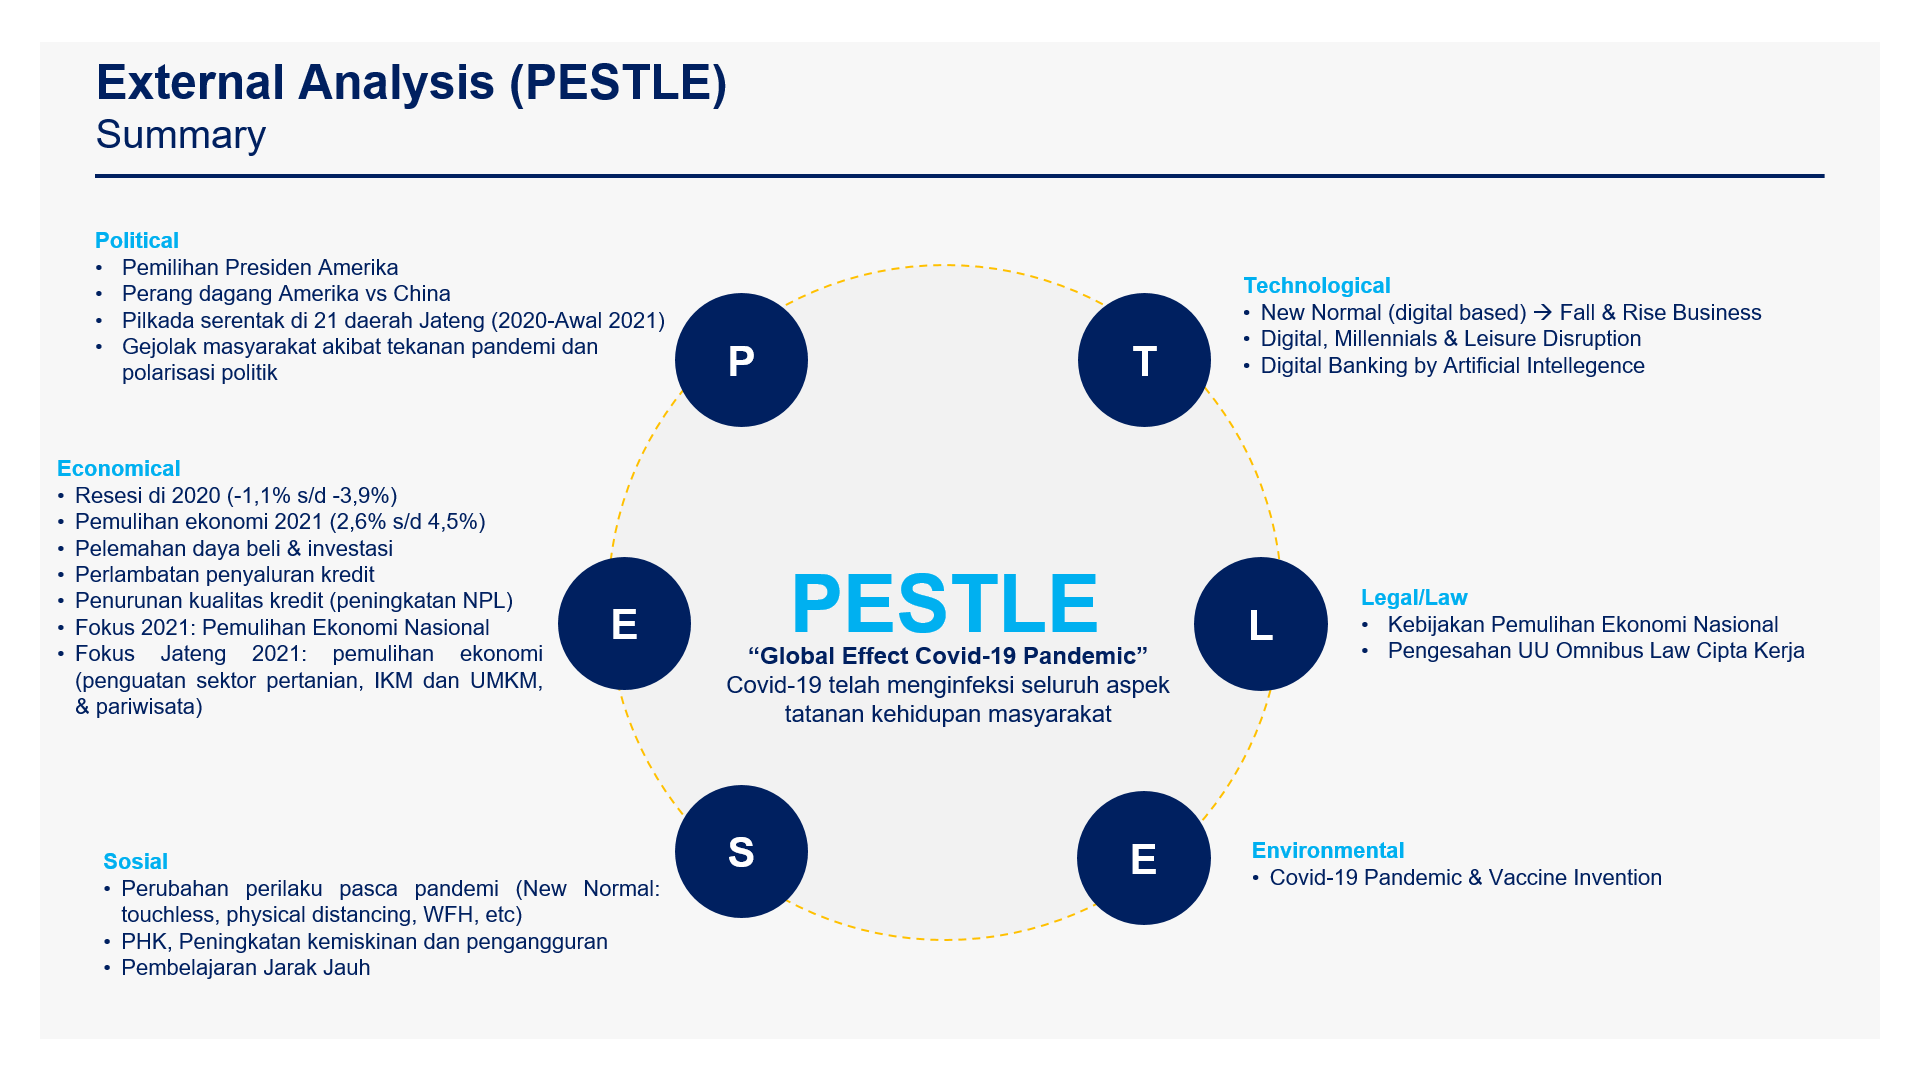 External Analysis (PESTLE)
Summary
Political
• Pemilihan Presiden Amerika
• Perang dagang Amerika vs China
• Pilkada serentak di 21 daerah Jateng (2020-Awal 2021)
• Gejolak masyarakat akibat tekanan pandemi dan
polarisasi politik
Economical
• Resesi di 2020 (-1,1% s/d -3,9%)
• Pemulihan ekonomi 2021 (2,6% s/d 4,5%)
• Pelemahan daya beli & investasi
• Perlambatan penyaluran kredit
• Penurunan kualitas kredit (peningkatan NPL)
• Fokus 2021: Pemulihan Ekonomi Nasional
• Fokus Jateng 2021: pemulihan ekonomi
(penguatan sektor pertanian, IKM dan UMKM,
& pariwisata)
Sosial
• Perubahan perilaku pasca pandemi (New Normal:
touchless, physical distancing, WFH, etc)
• PHK, Peningkatan kemiskinan dan pengangguran
• Pembelajaran Jarak Jauh
P
E
S
PESTLE
“Global Effect Covid-19 Pandemic”
Covid-19 telah menginfeksi seluruh aspek
tatanan kehidupan masyarakat
T
L
E
Technological
• New Normal (digital based) → Fall & Rise Business
• Digital, Millennials & Leisure Disruption
• Digital Banking by Artificial Intellegence
Legal/Law
• Kebijakan Pemulihan Ekonomi Nasional
• Pengesahan UU Omnibus Law Cipta Kerja
Environmental
• Covid-19 Pandemic & Vaccine Invention